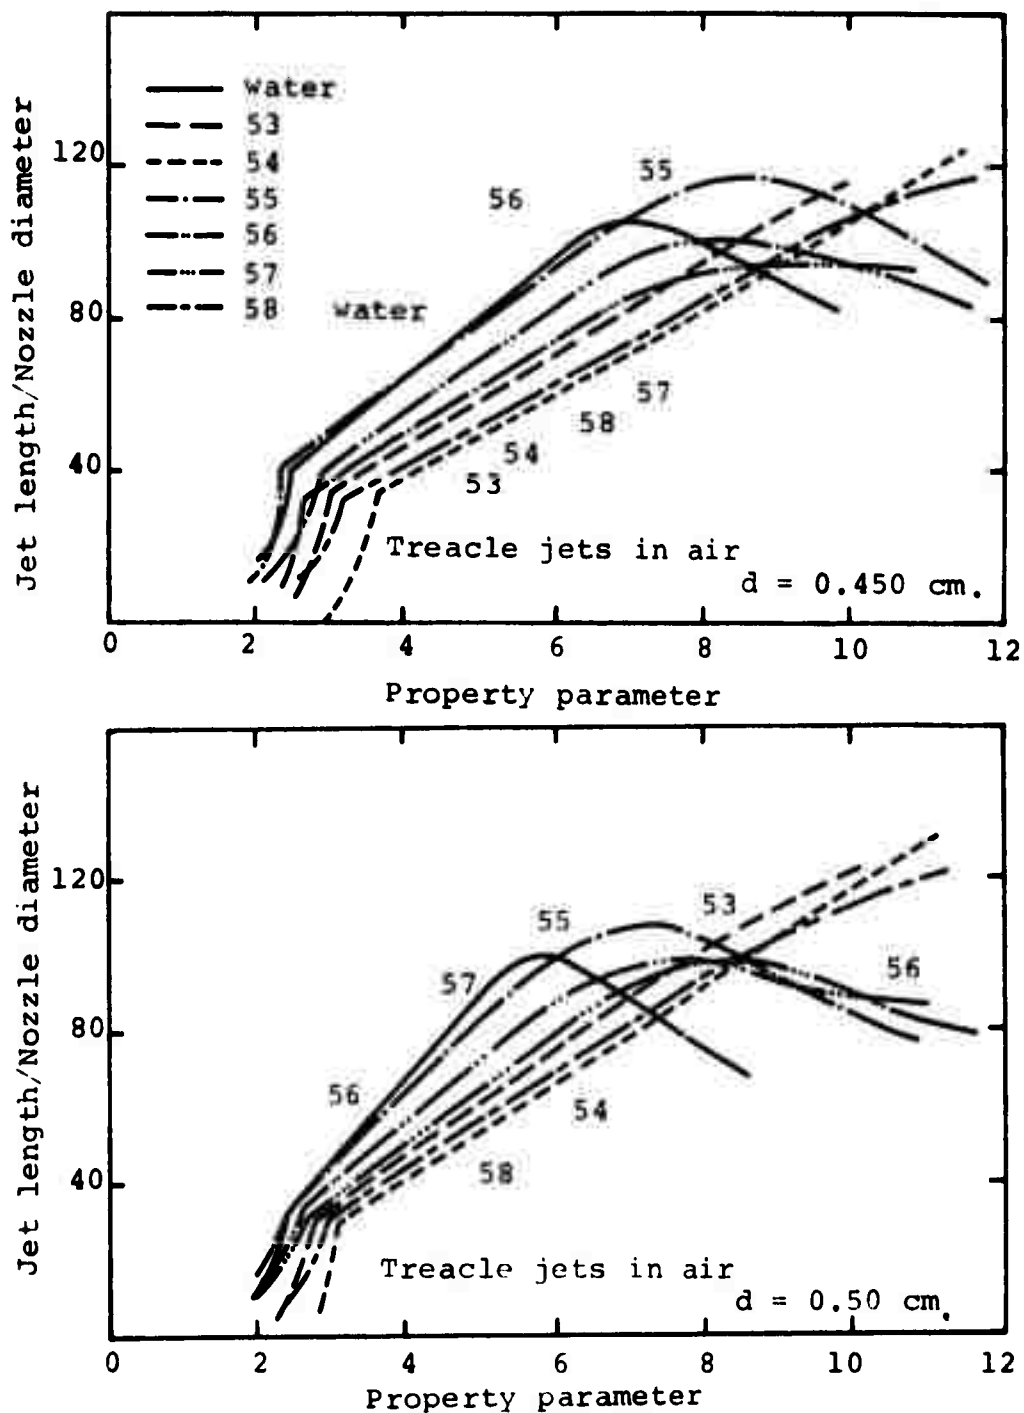 Jet length/Nozzle diameter
120
80
40
water
53
54
55
56
57
58
56
55
water
57
58
54
53
Treacle jets in air
d = 0.450 cm.
0 2 4 6 8 10 12
Property parameter
Jet length/Nozzle diameter
120
80
40
53
55
57
56
56
54
58
Treacle jets in air
d = 0.50 cm.
0 2 4 6 8 10 12
Property parameter